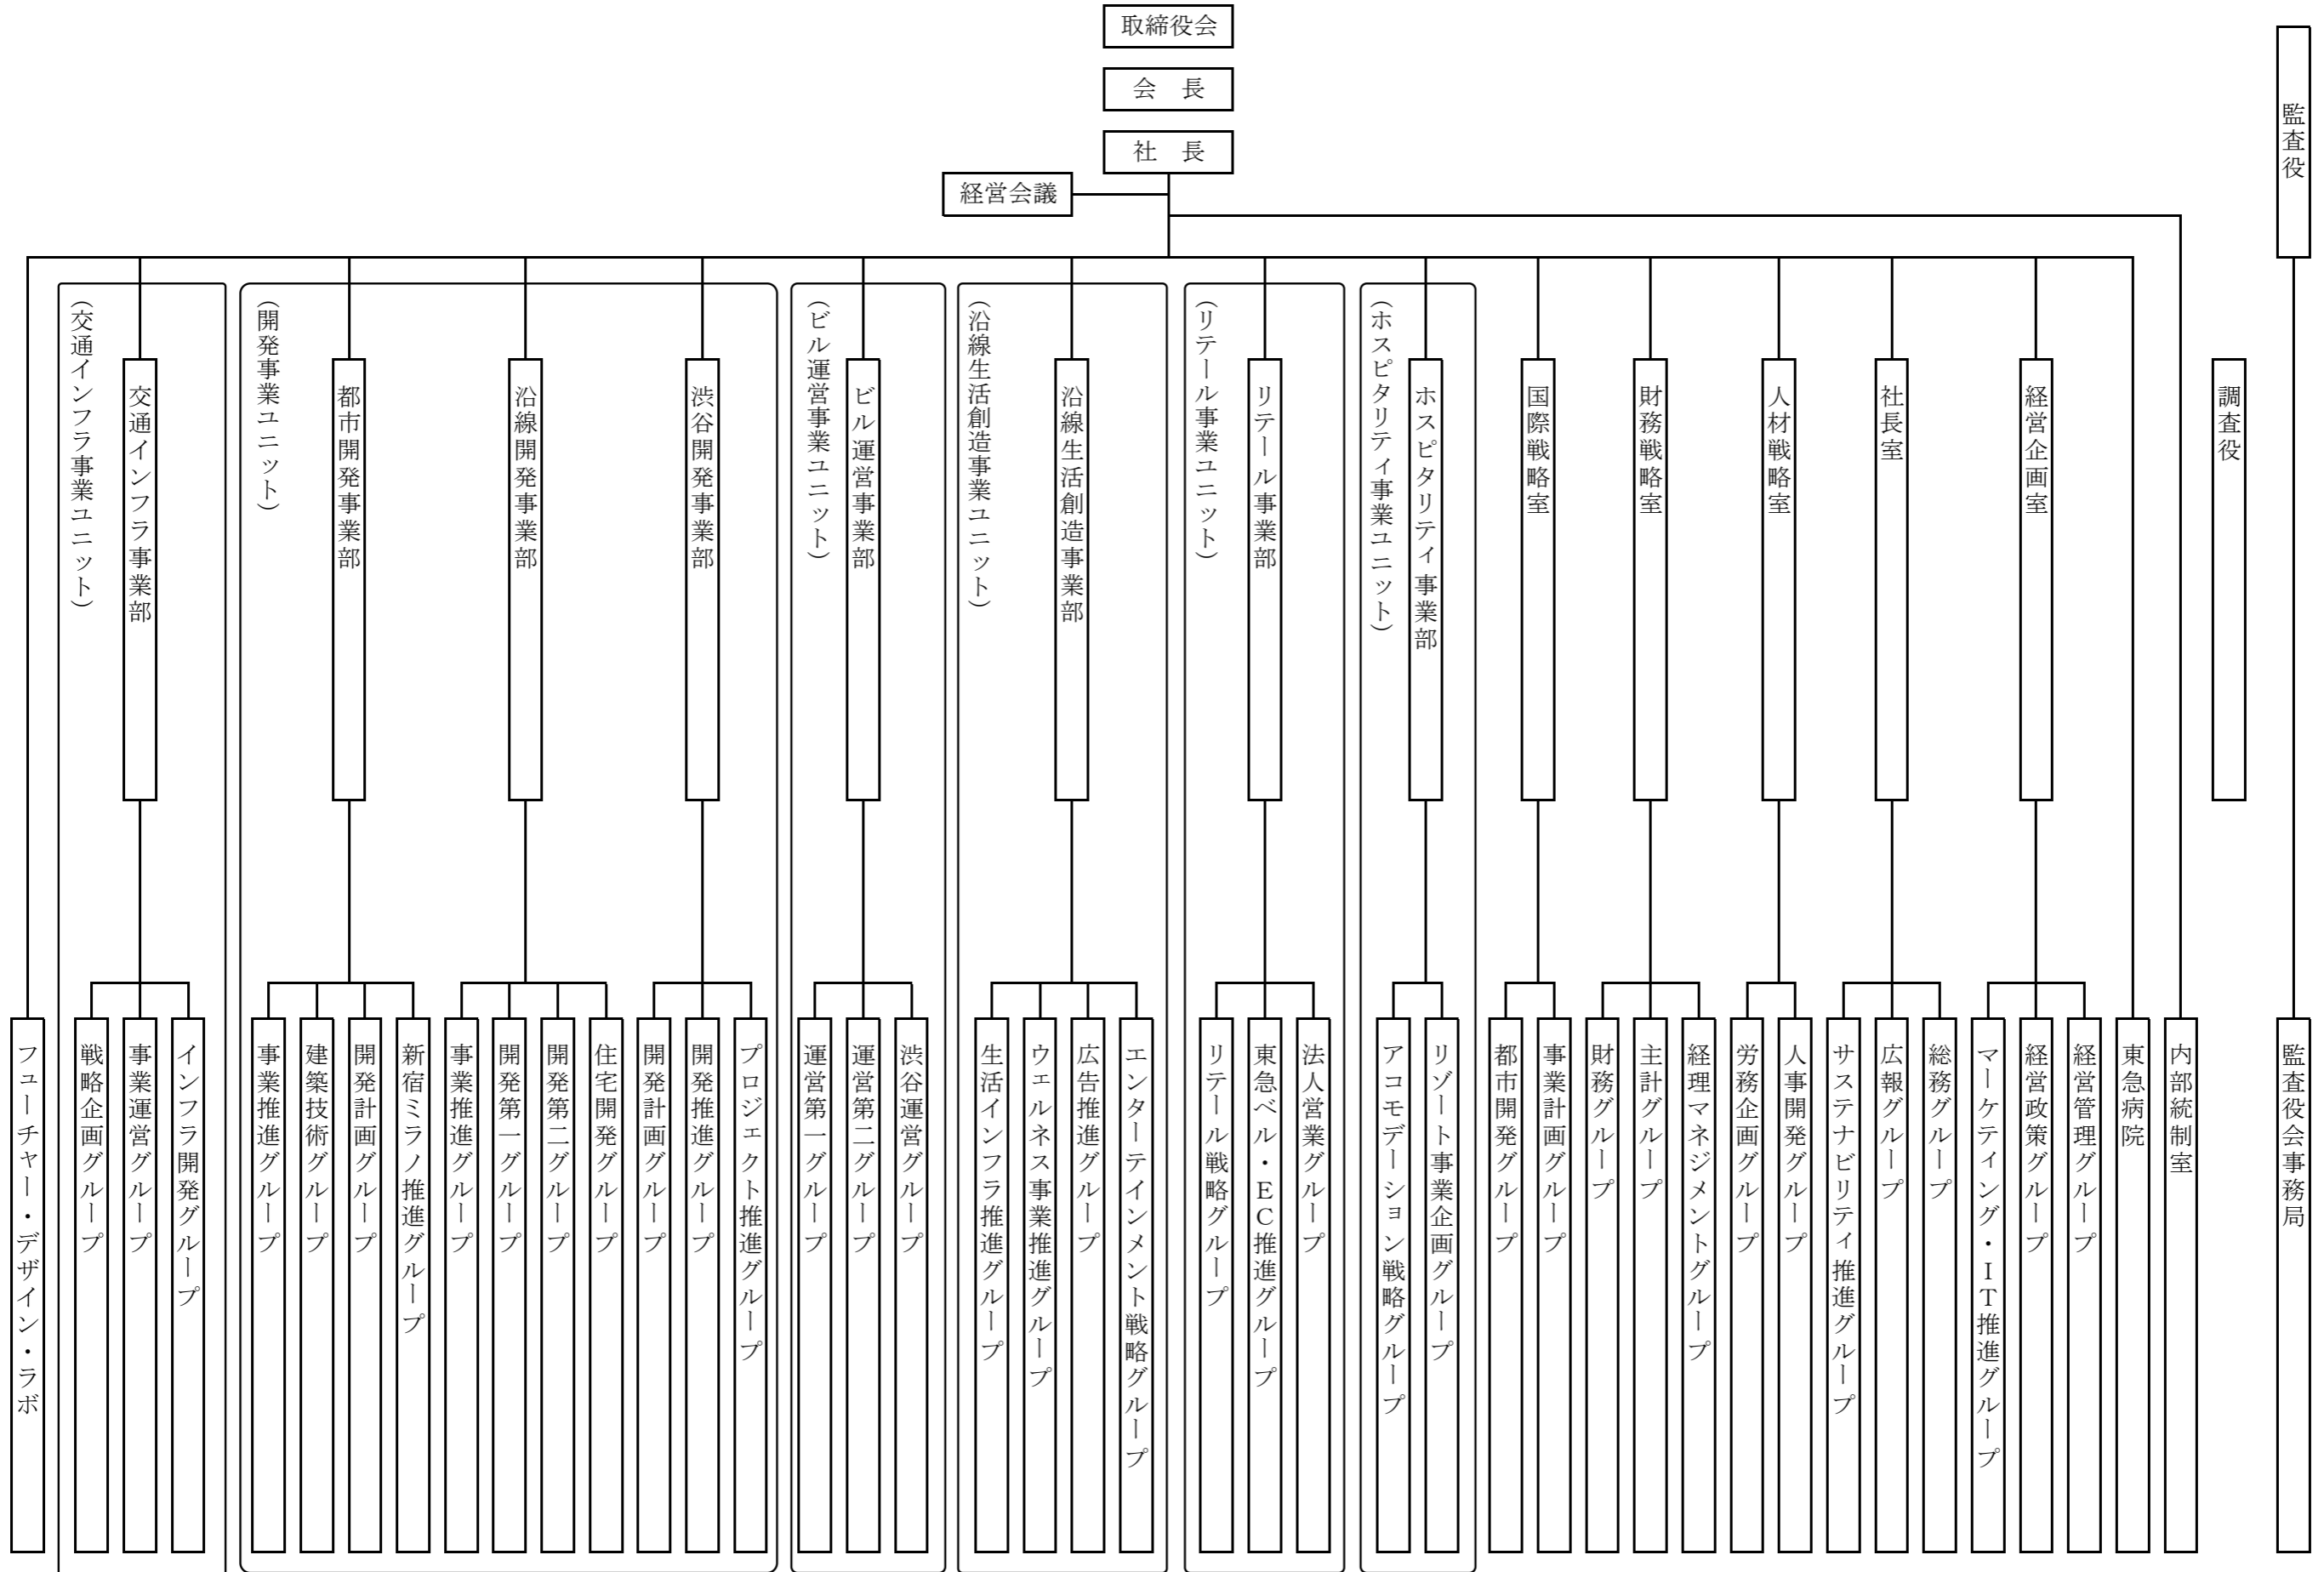 取締役会
会　長
社　長
経営会議
監査役
調査役
経営企画室
社長室
人材戦略室
財務戦略室
国際戦略室
ホスピタリティ事業部
（ホスピタリティ事業ユニット）
リテール事業部
（リテール事業ユニット）
沿線生活創造事業部
（沿線生活創造事業ユニット）
ビル運営事業部
（ビル運営事業ユニット）
渋谷開発事業部
沿線開発事業部
都市開発事業部
（開発事業ユニット）
交通インフラ事業部
（交通インフラ事業ユニット）
監査役会事務局
内部統制室
東急病院
経営管理グループ
経営政策グループ
マーケティング・IT推進グループ
総務グループ
広報グループ
サステナビリティ推進グループ
人事開発グループ
労務企画グループ
経理マネジメントグループ
主計グループ
財務グループ
事業計画グループ
都市開発グループ
リゾート事業企画グループ
アコモデーション戦略グループ
法人営業グループ
東急ベル・EC推進グループ
リテール戦略グループ
エンターテインメント戦略グループ
広告推進グループ
ウェルネス事業推進グループ
生活インフラ推進グループ
渋谷運営グループ
運営第二グループ
運営第一グループ
プロジェクト推進グループ
開発推進グループ
開発計画グループ
住宅開発グループ
開発第二グループ
開発第一グループ
事業推進グループ
新宿ミラノ推進グループ
開発計画グループ
建築技術グループ
事業推進グループ
インフラ開発グループ
事業運営グループ
戦略企画グループ
フューチャー・デザイン・ラボ